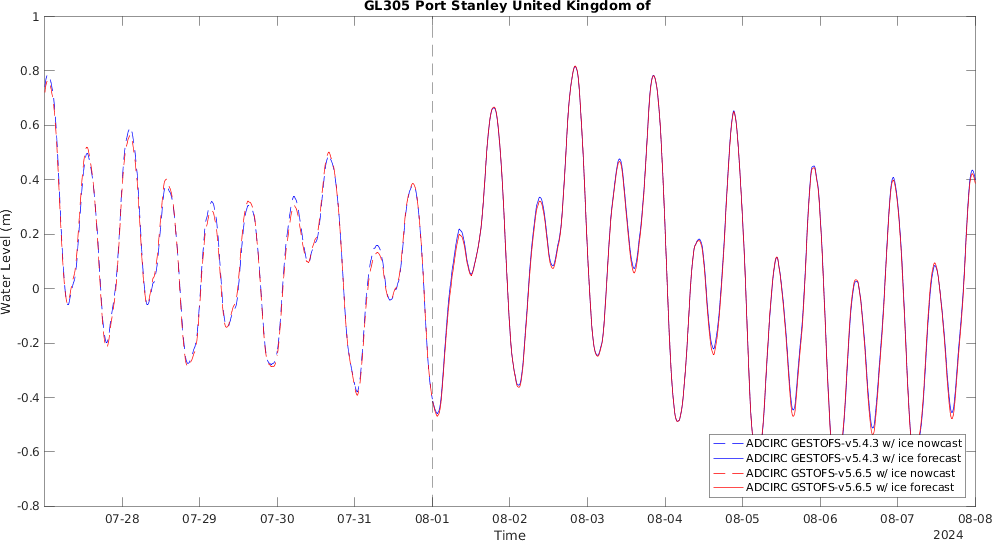 GL305 Port Stanley United Kingdom of
1
0.8
0.6
0.4
0.2
0
-0.2
-0.4
-0.6
-0.8
Water Level (m)
ADCIRC GESTOFS-v5.4.3 w/ ice nowcast
ADCIRC GESTOFS-v5.4.3 w/ ice forecast
ADCIRC GSTOFS-v5.6.5 w/ ice nowcast
ADCIRC GSTOFS-v5.6.5 w/ ice forecast
07-28 07-29 07-30 07-31 08-01 08-02 08-03 08-04 08-05 08-06 08-07 08-08
Time
2024